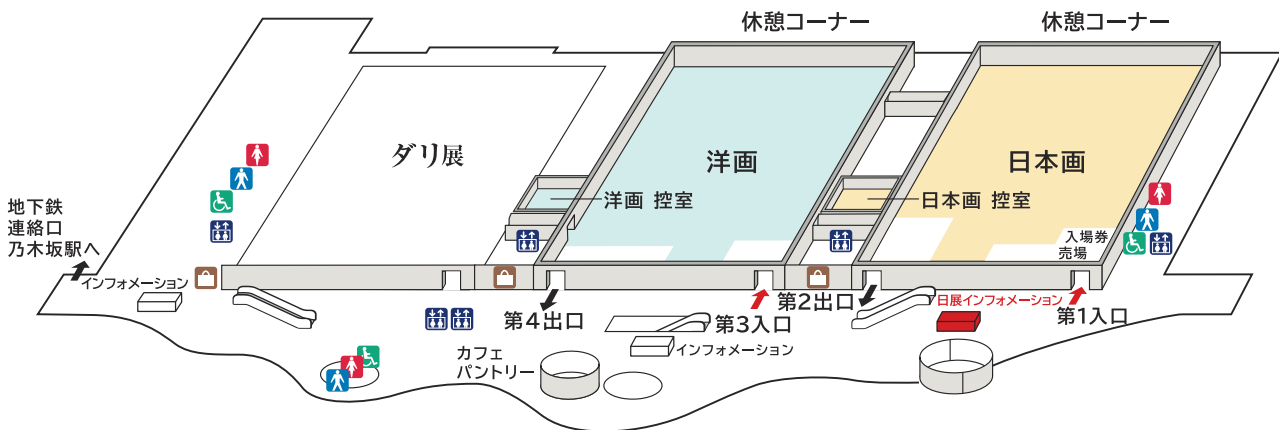 休憩コーナー
休憩コーナー
ダリ展
洋画
日本画
洋画 控室
日本画 控室
地下鉄
連絡口
乃木坂駅へ
入場券
売場
インフォメーション
第4出口
第3入口
第2出口
日展インフォメーション
第1入口
インフォメーション
カフェ
パントリー